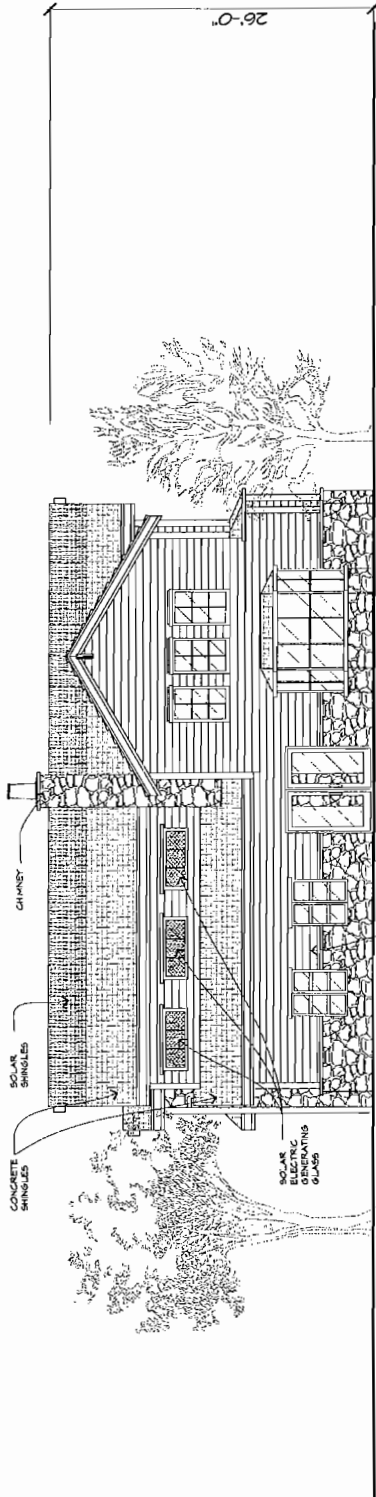 CONCRETE
SHINGLES
SOLAR
SHINGLES
CHIMNEY
26'-0"
SOLAR
ELECTRIC
GENERATING
GLASS